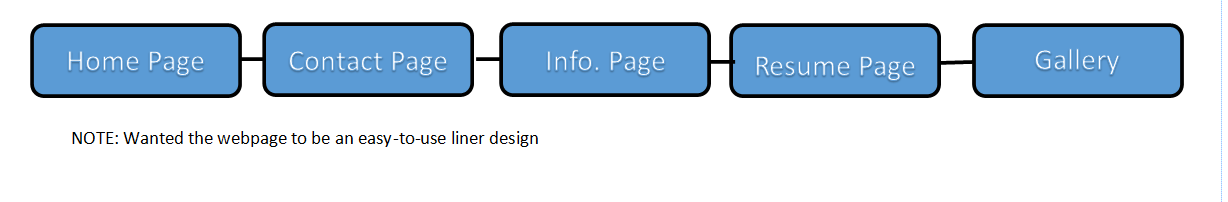 Home Page
Contact Page
Info. Page
Resume Page
Gallery
NOTE: Wanted the webpage to be an easy-to-use liner design